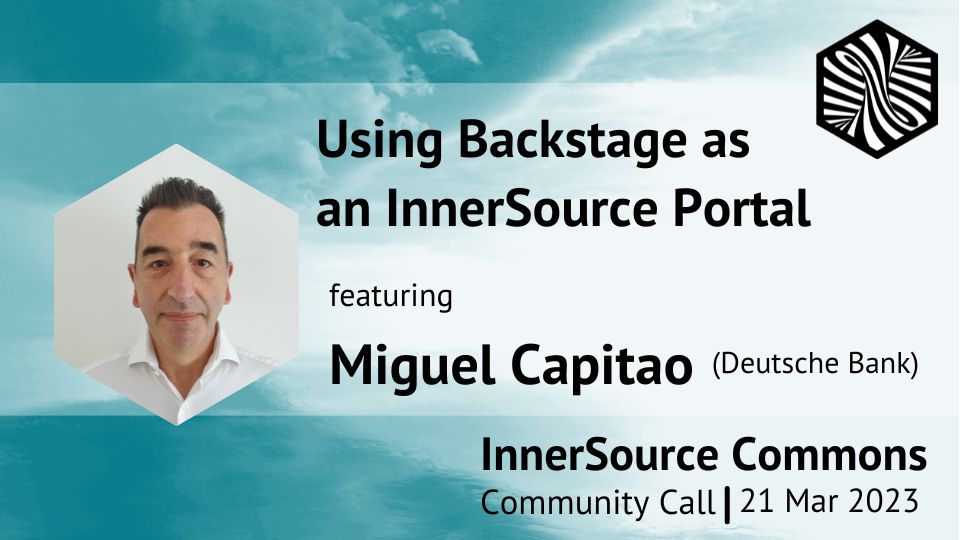 Using Backstage as
an InnerSource Portal
featuring
Miguel Capitao (Deutsche Bank)
InnerSource Commons
Community Call | 21 Mar 2023